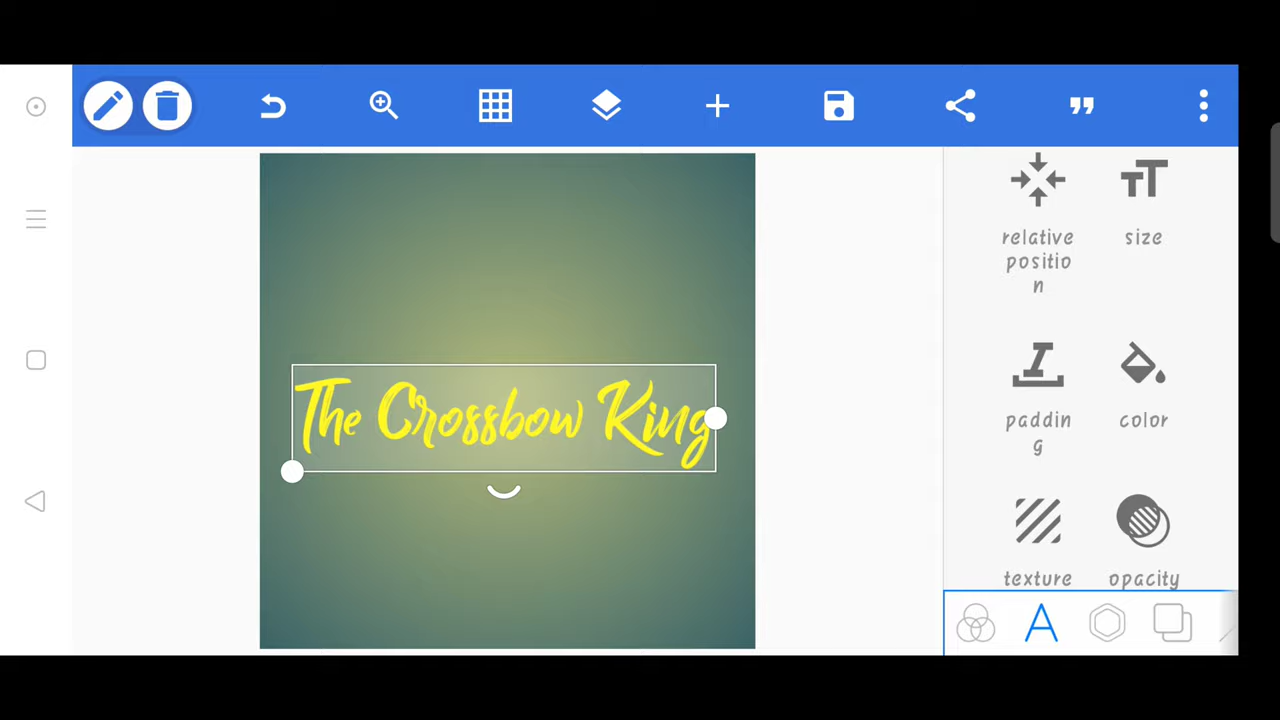 The Crossbow King
relative
positio
n
size
paddin
g
color
texture
opacity